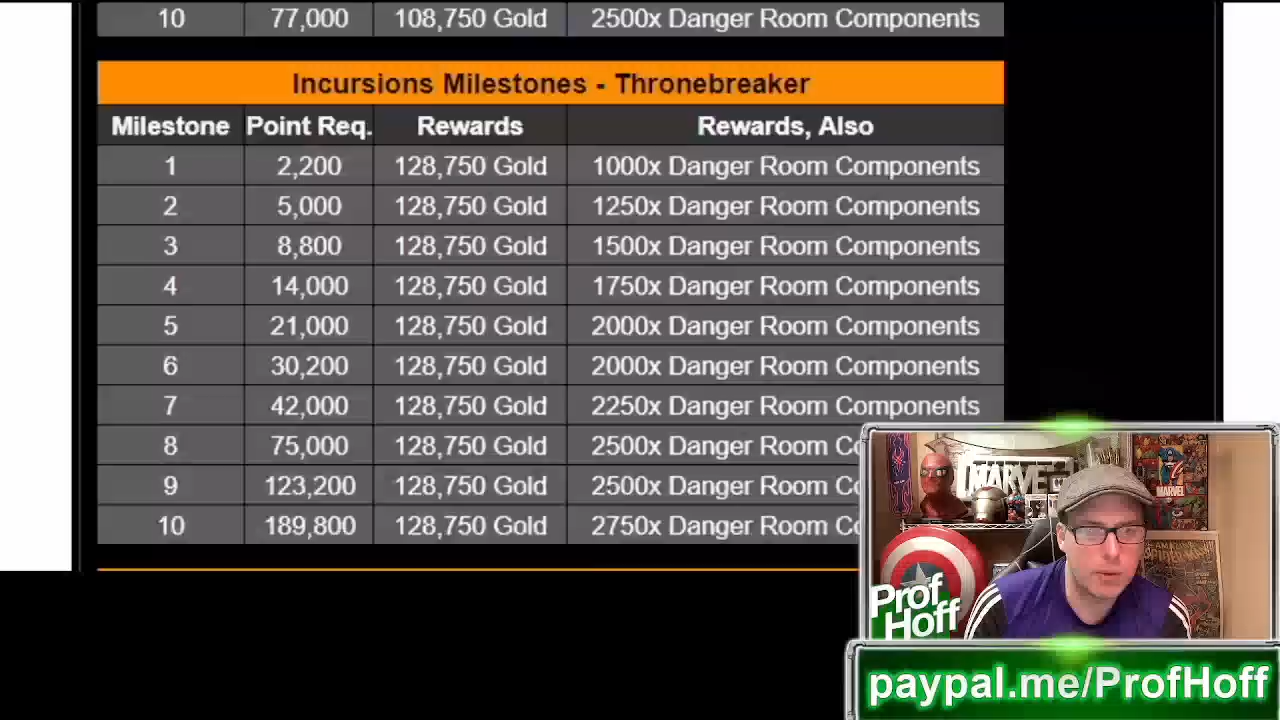 10 77,000 108,750 Gold 2500x Danger Room Components
Incursions Milestones - Thronebreaker
Milestone Point Req. Rewards Rewards, Also
1 2,200 128,750 Gold 1000x Danger Room Components
2 5,000 128,750 Gold 1250x Danger Room Components
3 8,800 128,750 Gold 1500x Danger Room Components
4 14,000 128,750 Gold 1750x Danger Room Components
5 21,000 128,750 Gold 2000x Danger Room Components
6 30,200 128,750 Gold 2000x Danger Room Components
7 42,000 128,750 Gold 2250x Danger Room Components
8 75,000 128,750 Gold 2500x Danger Room Co
9 123,200 128,750 Gold 2500x Danger Room Co
10 189,800 128,750 Gold 2750x Danger Room Co
MARVEL
MARVEL
Prof
Hoff
paypal.me/ProfHoff